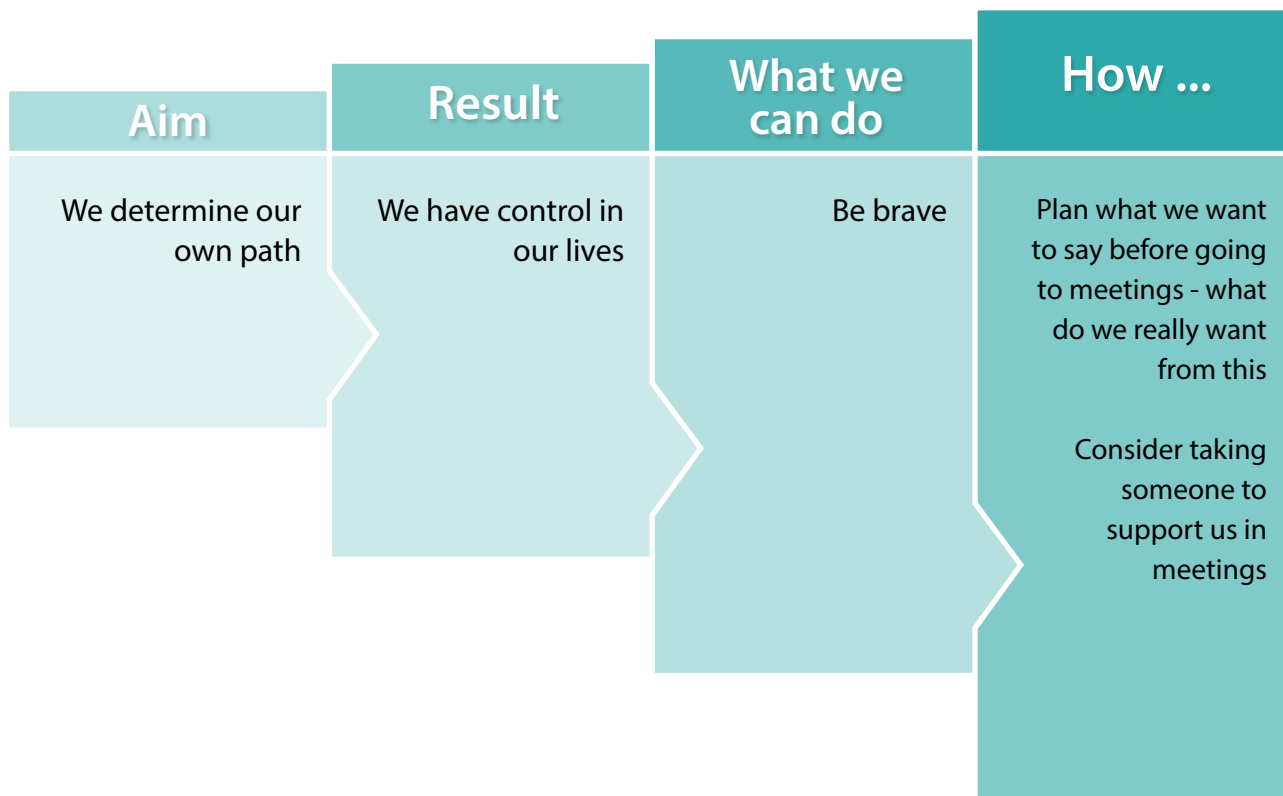 Aim
Result
What we
can do
How ...
We determine our
own path
We have control in
our lives
Be brave
Plan what we want
to say before going
to meetings - what
do we really want
from this
Consider taking
someone to
support us in
meetings